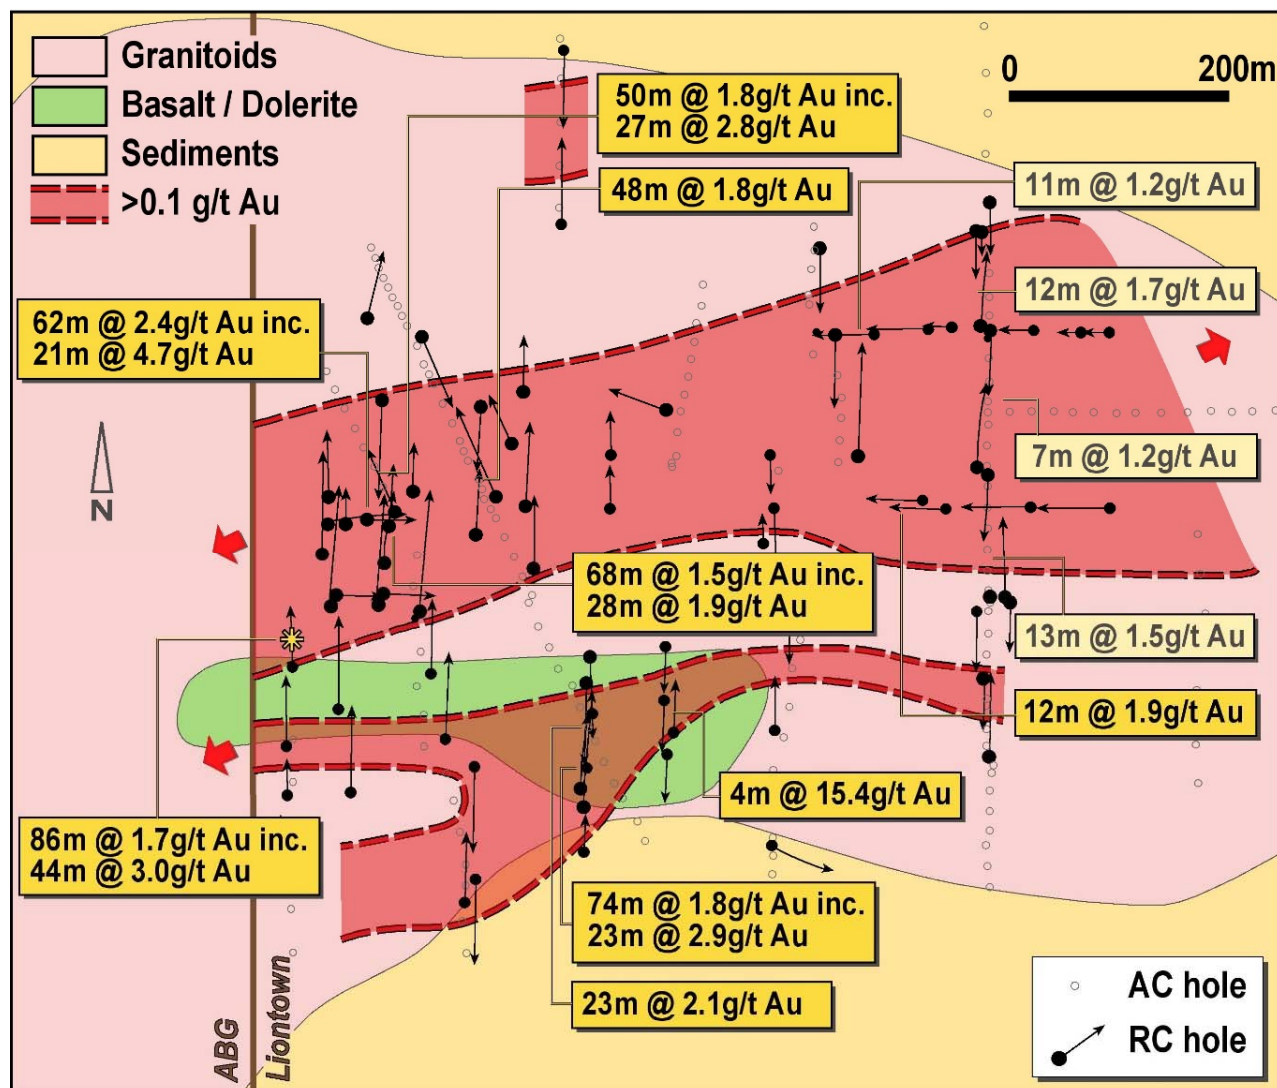 Granitoids
Basalt / Dolerite
Sediments
>0.1 g/t Au
0 200m
50m @ 1.8g/t Au inc.
27m @ 2.8g/t Au
48m @ 1.8g/t Au
11m @ 1.2g/t Au
12m @ 1.7g/t Au
62m @ 2.4g/t Au inc.
21m @ 4.7g/t Au
7m @ 1.2g/t Au
N
68m @ 1.5g/t Au inc.
28m @ 1.9g/t Au
13m @ 1.5g/t Au
12m @ 1.9g/t Au
4m @ 15.4g/t Au
86m @ 1.7g/t Au inc.
44m @ 3.0g/t Au
74m @ 1.8g/t Au inc.
23m @ 2.9g/t Au
23m @ 2.1g/t Au
ABG
Liontown
AC hole
RC hole